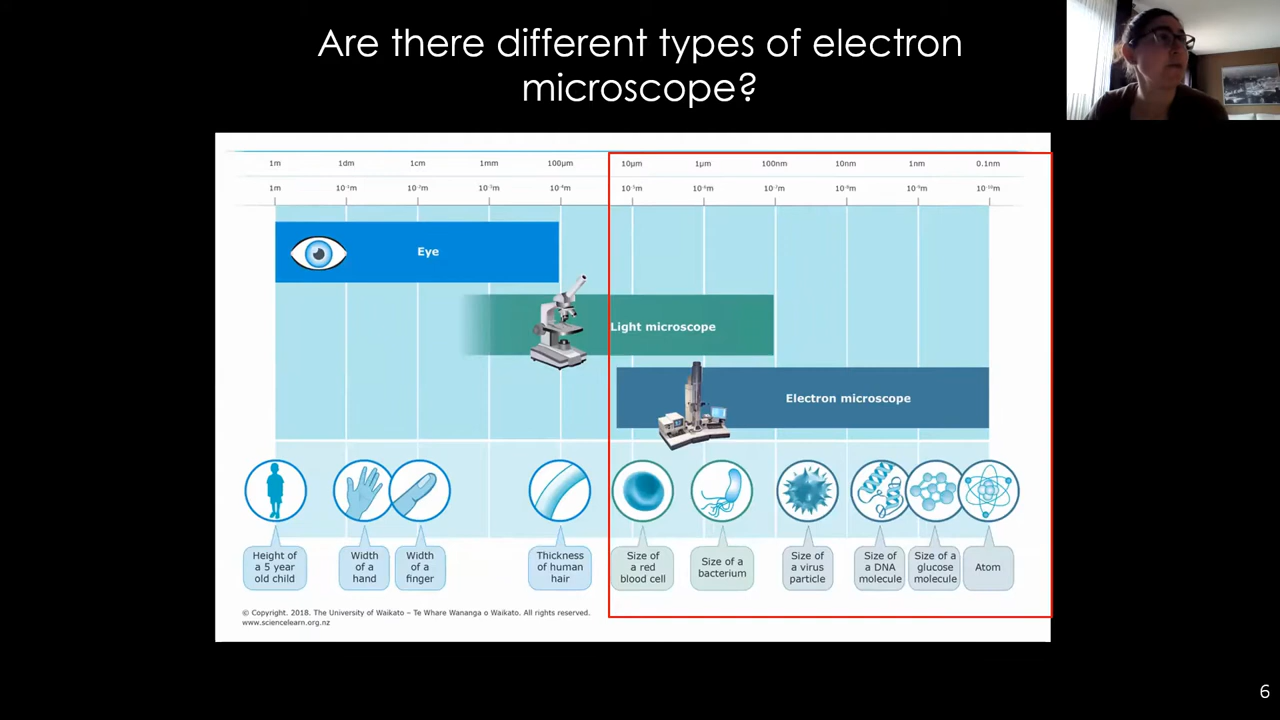 Are there different types of electron
microscope?
1m 1dm 1cm 1mm 100µm 10µm 1µm 100nm 10nm 1nm 0.1nm
1m 10⁻¹m 10⁻²m 10⁻³m 10⁻⁴m 10⁻⁵m 10⁻⁶m 10⁻⁷m 10⁻⁸m 10⁻⁹m 10⁻¹⁰m
Eye
Light microscope
Electron microscope
Height of
a 5 year
old child
Width
of a
hand
Width
of a
finger
Thickness
of human
hair
Size of
a red
blood cell
Size of a
bacterium
Size of
a virus
particle
Size of
a DNA
molecule
Size of a
glucose
molecule
Atom
© Copyright. 2018. The University of Waikato – Te Whare Wananga o Waikato. All rights reserved.
www.sciencelearn.org.nz
6